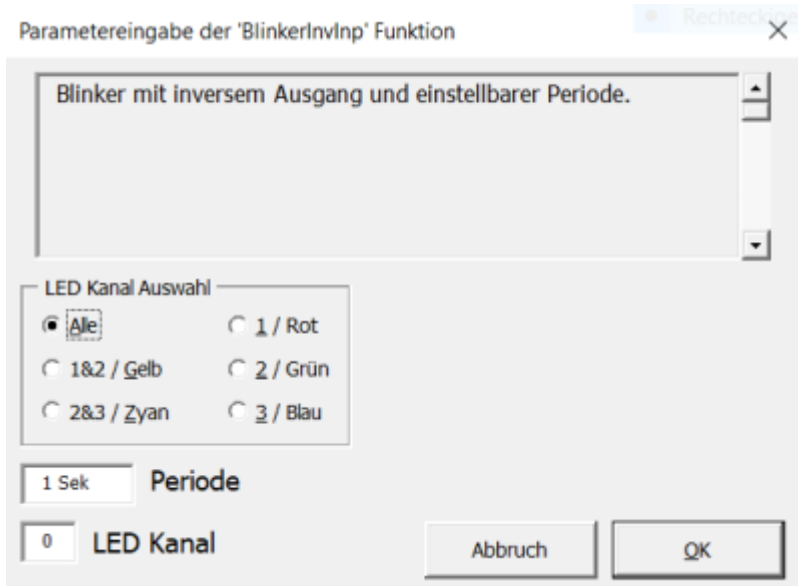 Rechteckige
Parametereingabe der 'BlinkerInvInp' Funktion
Blinker mit inversem Ausgang und einstellbarer Periode.
LED Kanal Auswahl
Alle
1 / Rot
1&2 / Gelb
2 / Grün
2&3 / Zyan
3 / Blau
1 Sek
Periode
0
LED Kanal
Abbruch
OK